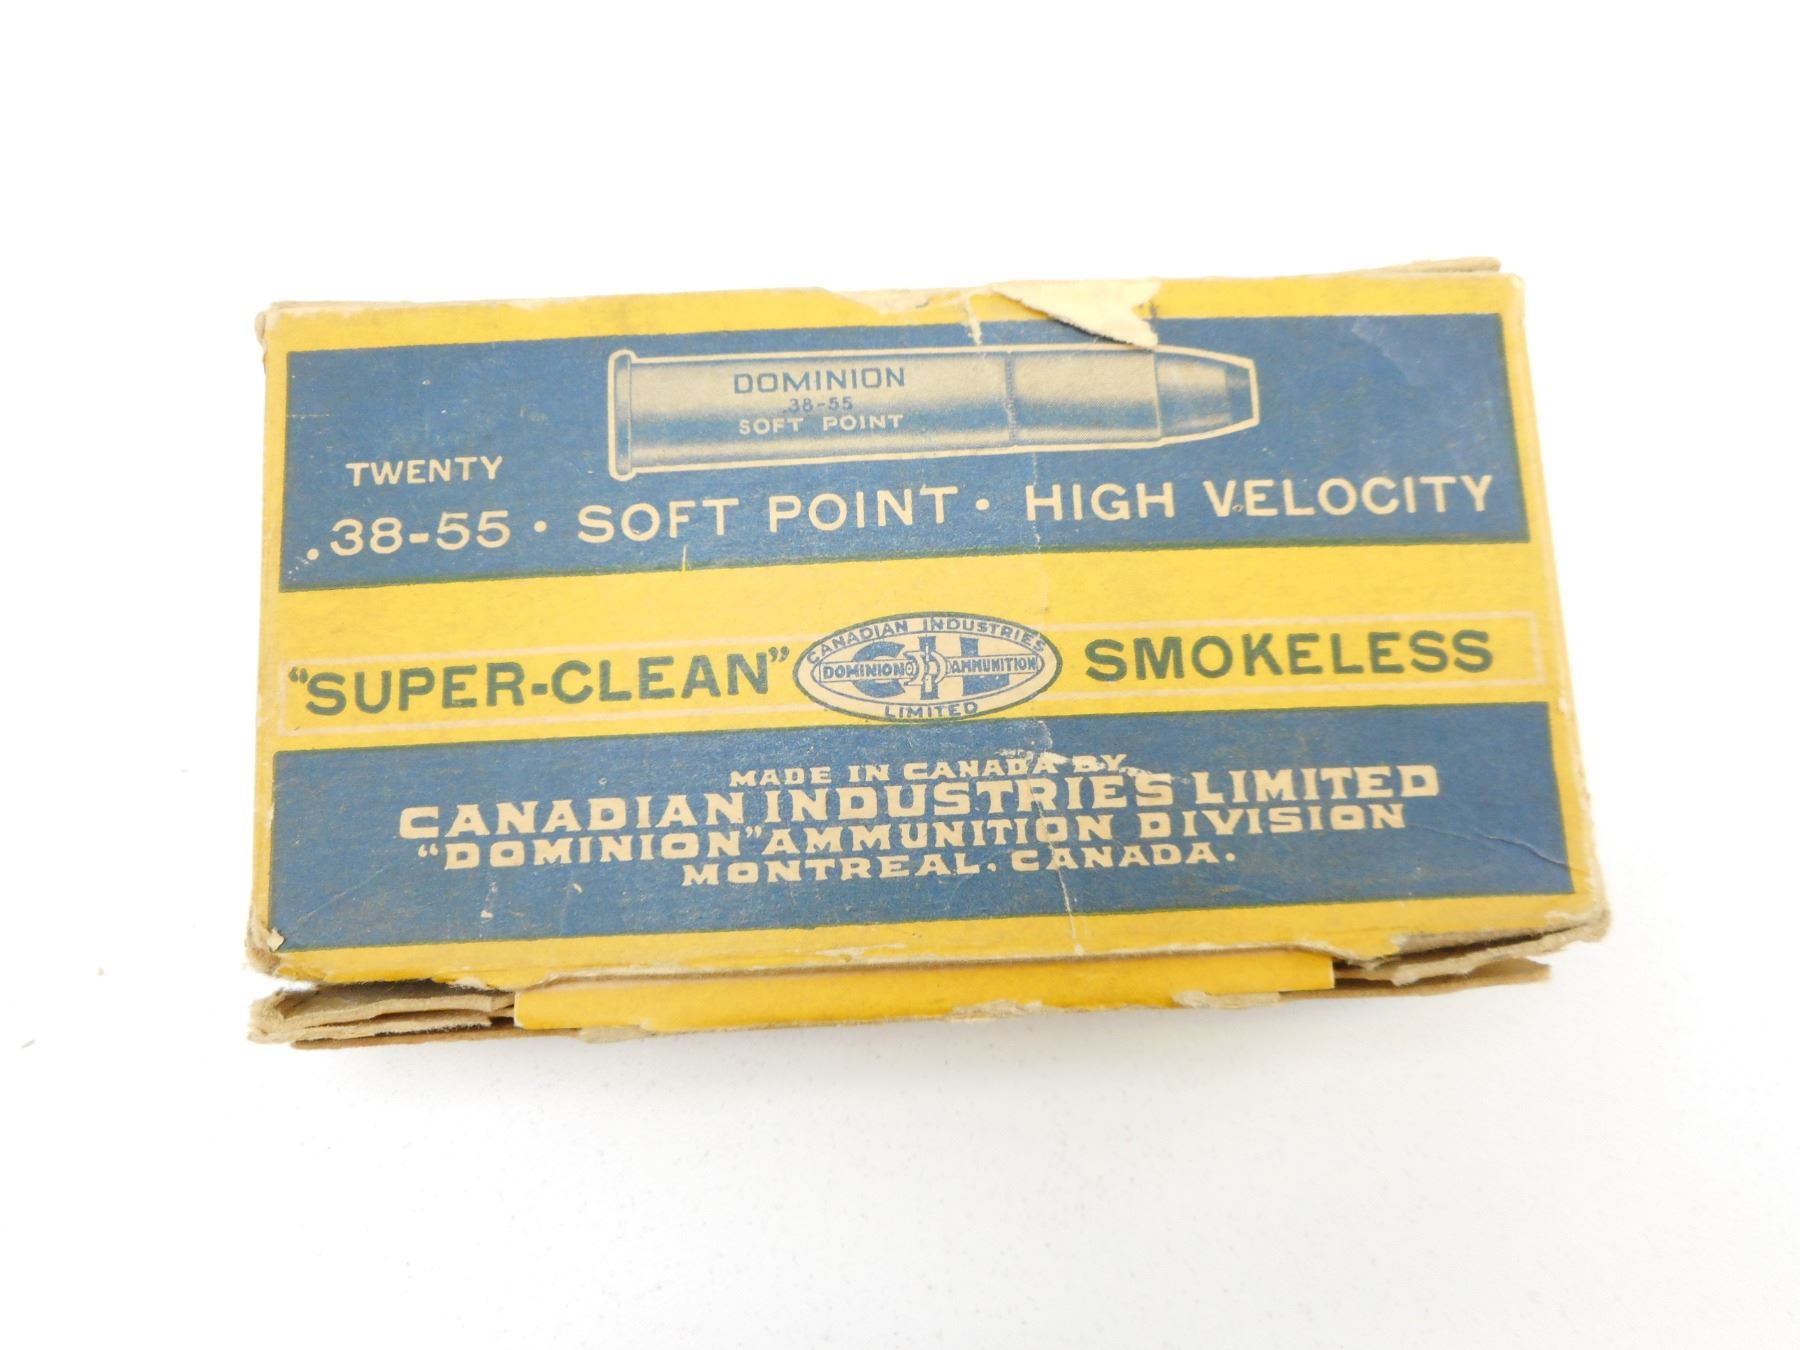 DOMINION
.38-55
SOFT POINT
TWENTY
.38-55 · SOFT POINT · HIGH VELOCITY
"SUPER-CLEAN" SMOKELESS
CANADIAN INDUSTRIES
CIL
DOMINION AMMUNITION
LIMITED
MADE IN CANADA BY
CANADIAN INDUSTRIES LIMITED
"DOMINION" AMMUNITION DIVISION
MONTREAL · CANADA.